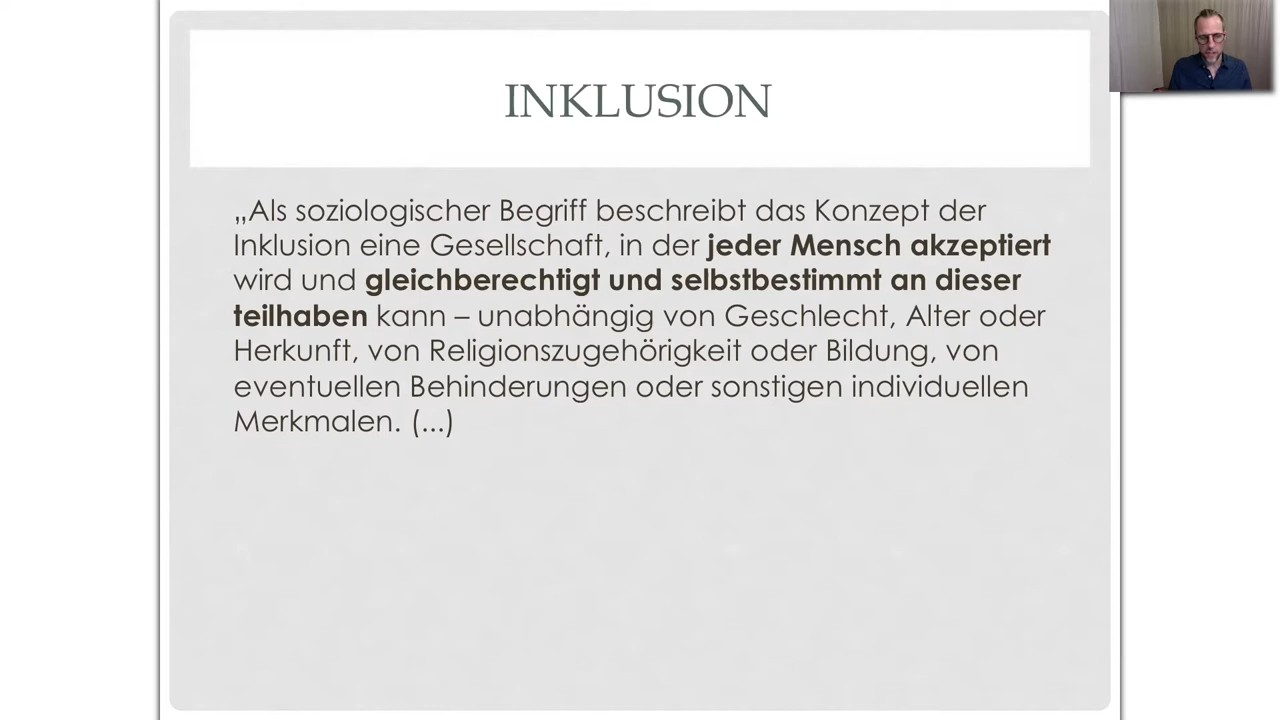 INKLUSION
„Als soziologischer Begriff beschreibt das Konzept der
Inklusion eine Gesellschaft, in der jeder Mensch akzeptiert
wird und gleichberechtigt und selbstbestimmt an dieser
teilhaben kann – unabhängig von Geschlecht, Alter oder
Herkunft, von Religionszugehörigkeit oder Bildung, von
eventuellen Behinderungen oder sonstigen individuellen
Merkmalen. (...)